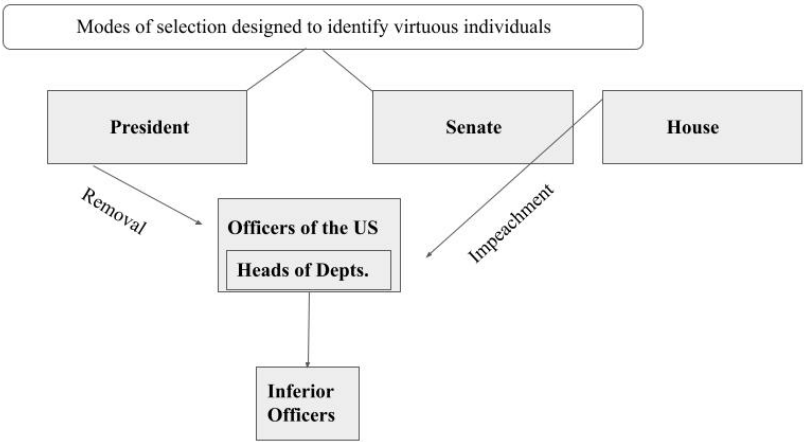 Modes of selection designed to identify virtuous individuals
President
Senate
House
Removal
Impeachment
Officers of the US
Heads of Depts.
Inferior
Officers